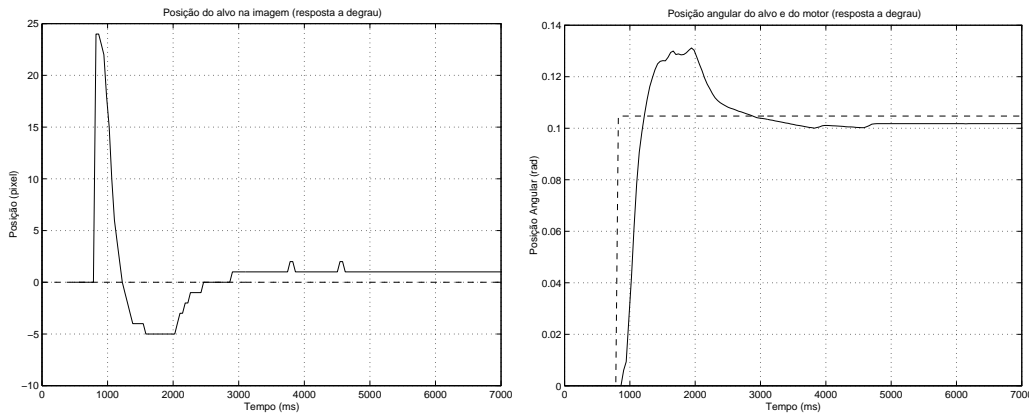 Posição do alvo na imagem (resposta a degrau)
25
20
15
10
5
0
−5
−10
Posição (pixel)
0 1000 2000 3000 4000 5000 6000 7000
Tempo (ms)
Posição angular do alvo e do motor (resposta a degrau)
0.14
0.12
0.1
0.08
0.06
0.04
0.02
0
Posição Angular (rad)
0 1000 2000 3000 4000 5000 6000 7000
Tempo (ms)